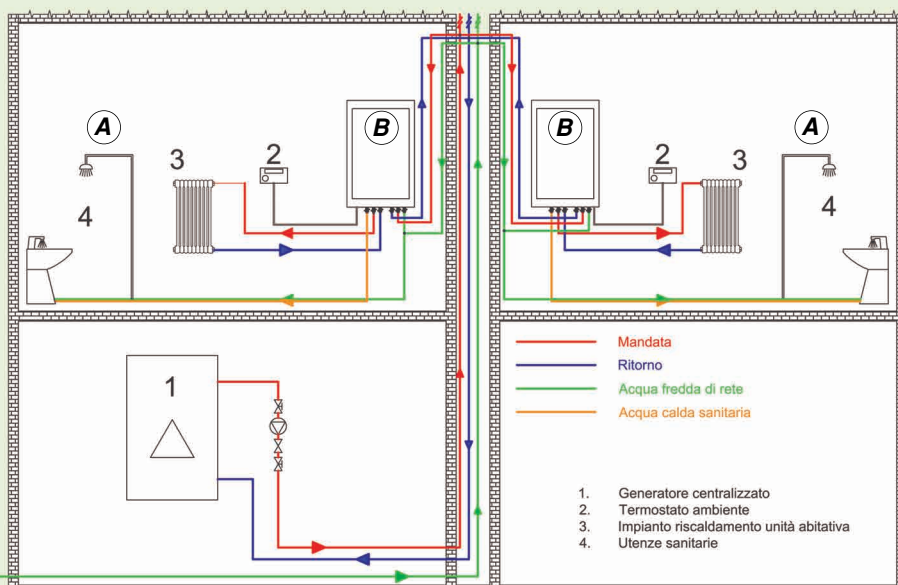 A
B
B
A
3
2
2
3
4
4
1
Mandata
Ritorno
Acqua fredda di rete
Acqua calda sanitaria
1. Generatore centralizzato
2. Termostato ambiente
3. Impianto riscaldamento unità abitativa
4. Utenze sanitarie